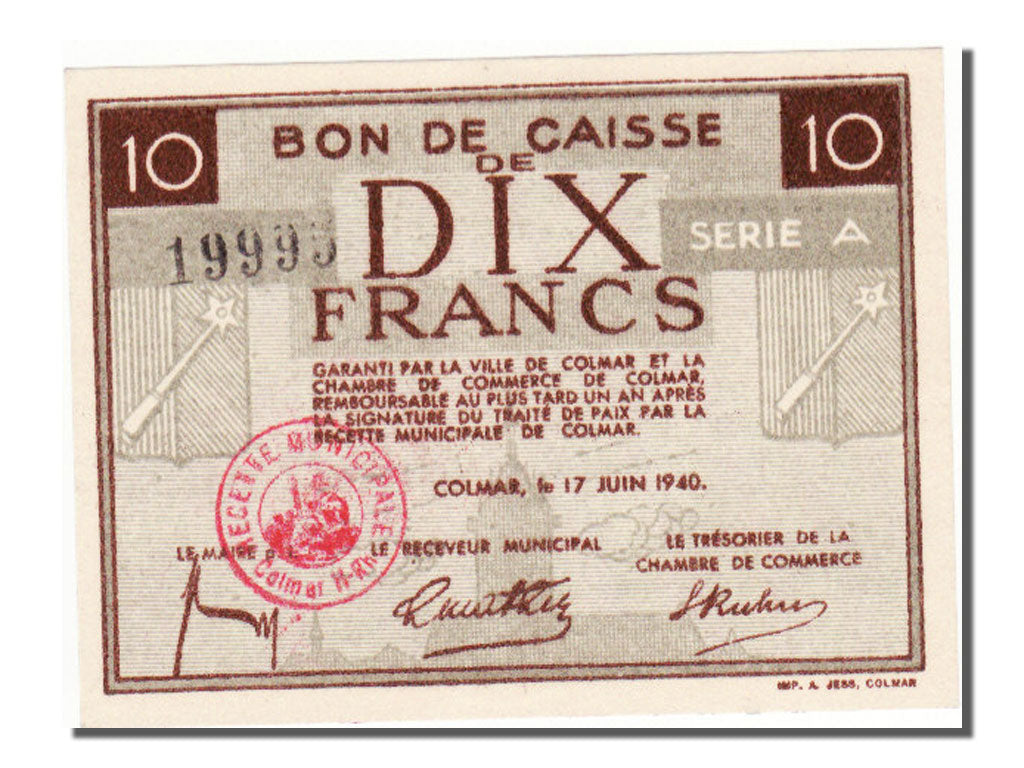 10 BON DE CAISSE 10
DE
DIX
19995 SERIE A
FRANCS
GARANTI PAR LA VILLE DE COLMAR ET LA
CHAMBRE DE COMMERCE DE COLMAR,
REMBOURSABLE AU PLUS TARD UN AN APRÈS
LA SIGNATURE DU TRAITÉ DE PAIX PAR LA
RECETTE MUNICIPALE DE COLMAR.
RECETTE MUNICIPALE
Colmar H-Rhin
COLMAR, le 17 JUIN 1940.
LE MAIRE p. i. LE RECEVEUR MUNICIPAL LE TRÉSORIER DE LA
CHAMBRE DE COMMERCE
IMP. A. JESS, COLMAR